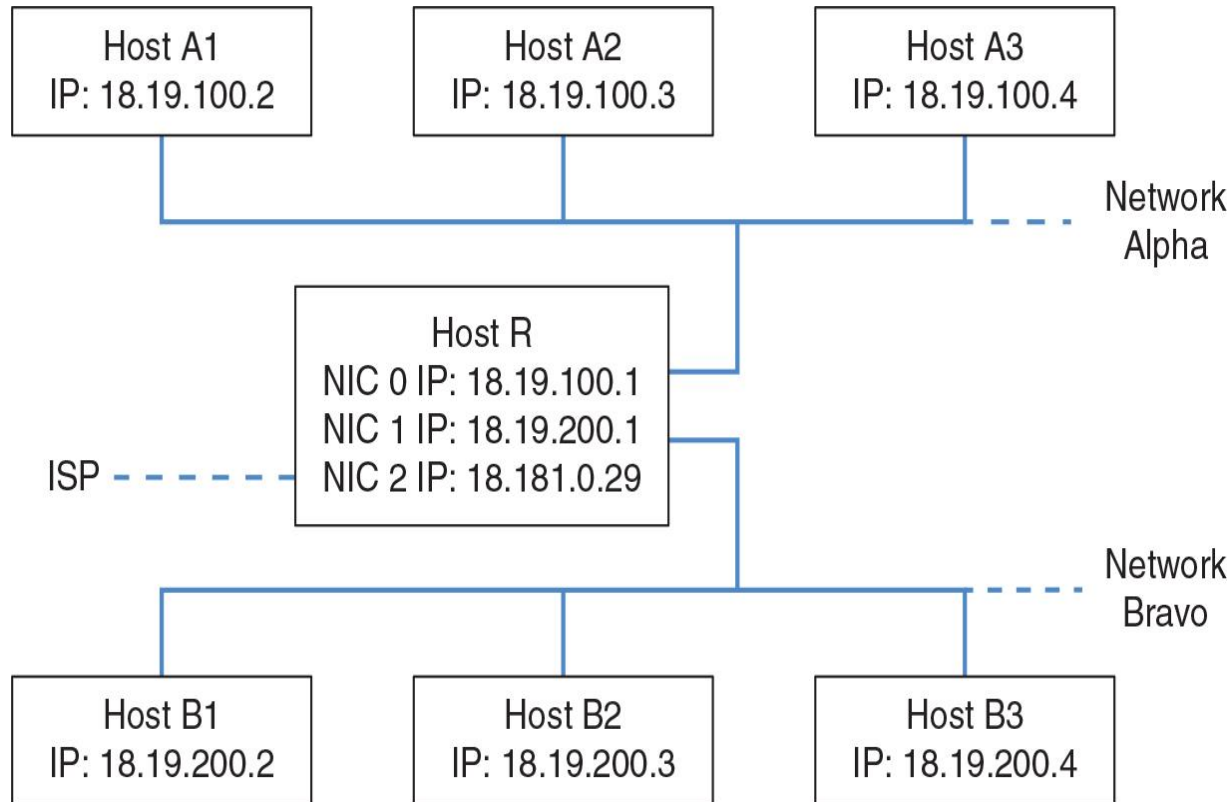 Host A1
IP: 18.19.100.2
Host A2
IP: 18.19.100.3
Host A3
IP: 18.19.100.4
Network
Alpha
Host R
NIC 0 IP: 18.19.100.1
NIC 1 IP: 18.19.200.1
NIC 2 IP: 18.181.0.29
ISP
Network
Bravo
Host B1
IP: 18.19.200.2
Host B2
IP: 18.19.200.3
Host B3
IP: 18.19.200.4